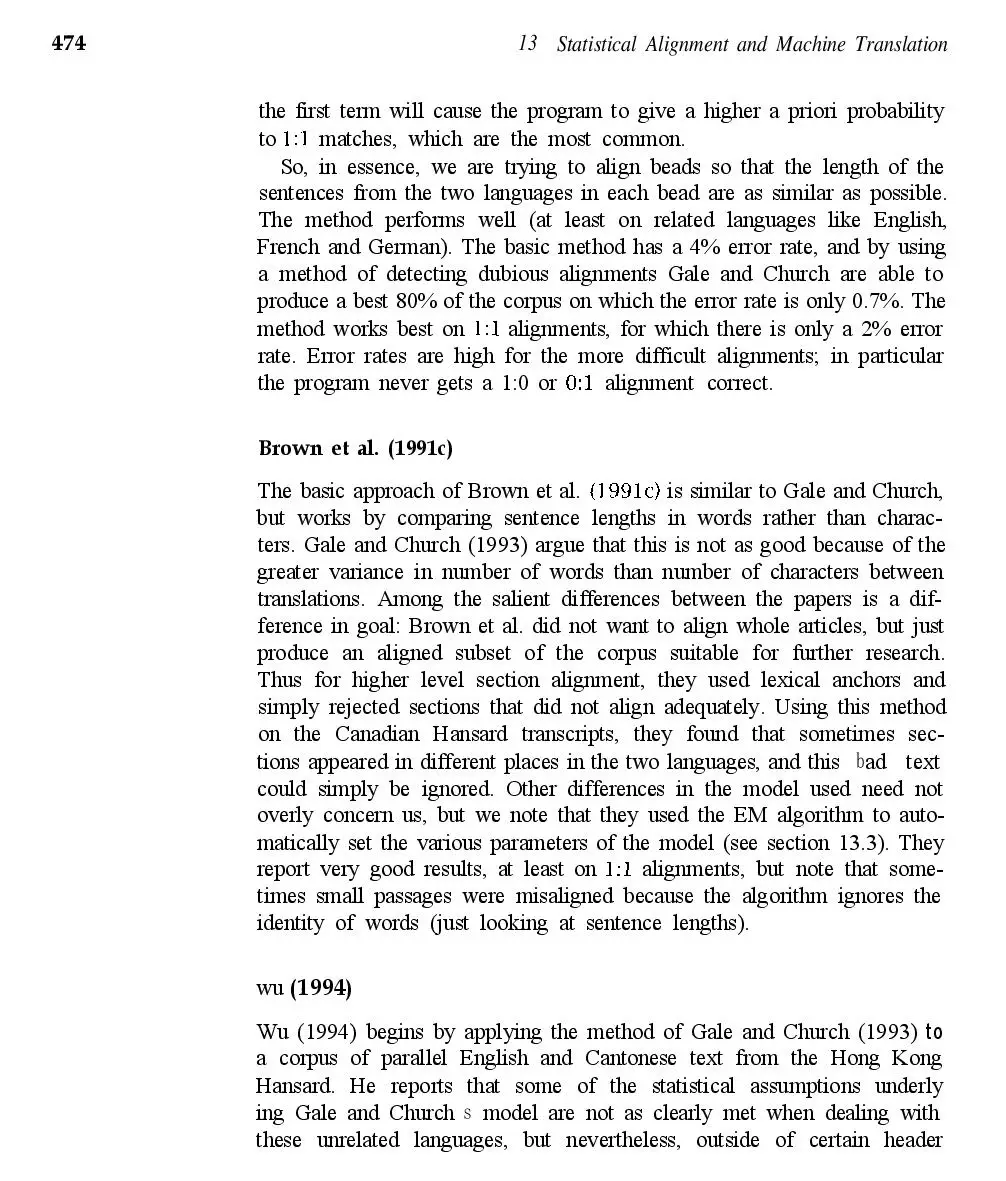 474
13 Statistical Alignment and Machine Translation
the first term will cause the program to give a higher a priori probability
to 1:1 matches, which are the most common.
So, in essence, we are trying to align beads so that the length of the
sentences from the two languages in each bead are as similar as possible.
The method performs well (at least on related languages like English,
French and German). The basic method has a 4% error rate, and by using
a method of detecting dubious alignments Gale and Church are able to
produce a best 80% of the corpus on which the error rate is only 0.7%. The
method works best on 1:1 alignments, for which there is only a 2% error
rate. Error rates are high for the more difficult alignments; in particular
the program never gets a 1:0 or 0:1 alignment correct.
Brown et al. (1991c)
The basic approach of Brown et al. (1991c) is similar to Gale and Church,
but works by comparing sentence lengths in words rather than charac-
ters. Gale and Church (1993) argue that this is not as good because of the
greater variance in number of words than number of characters between
translations. Among the salient differences between the papers is a dif-
ference in goal: Brown et al. did not want to align whole articles, but just
produce an aligned subset of the corpus suitable for further research.
Thus for higher level section alignment, they used lexical anchors and
simply rejected sections that did not align adequately. Using this method
on the Canadian Hansard transcripts, they found that sometimes sec-
tions appeared in different places in the two languages, and this bad text
could simply be ignored. Other differences in the model used need not
overly concern us, but we note that they used the EM algorithm to auto-
matically set the various parameters of the model (see section 13.3). They
report very good results, at least on 1:1 alignments, but note that some-
times small passages were misaligned because the algorithm ignores the
identity of words (just looking at sentence lengths).
wu (1994)
Wu (1994) begins by applying the method of Gale and Church (1993) to
a corpus of parallel English and Cantonese text from the Hong Kong
Hansard. He reports that some of the statistical assumptions underly
ing Gale and Church s model are not as clearly met when dealing with
these unrelated languages, but nevertheless, outside of certain header